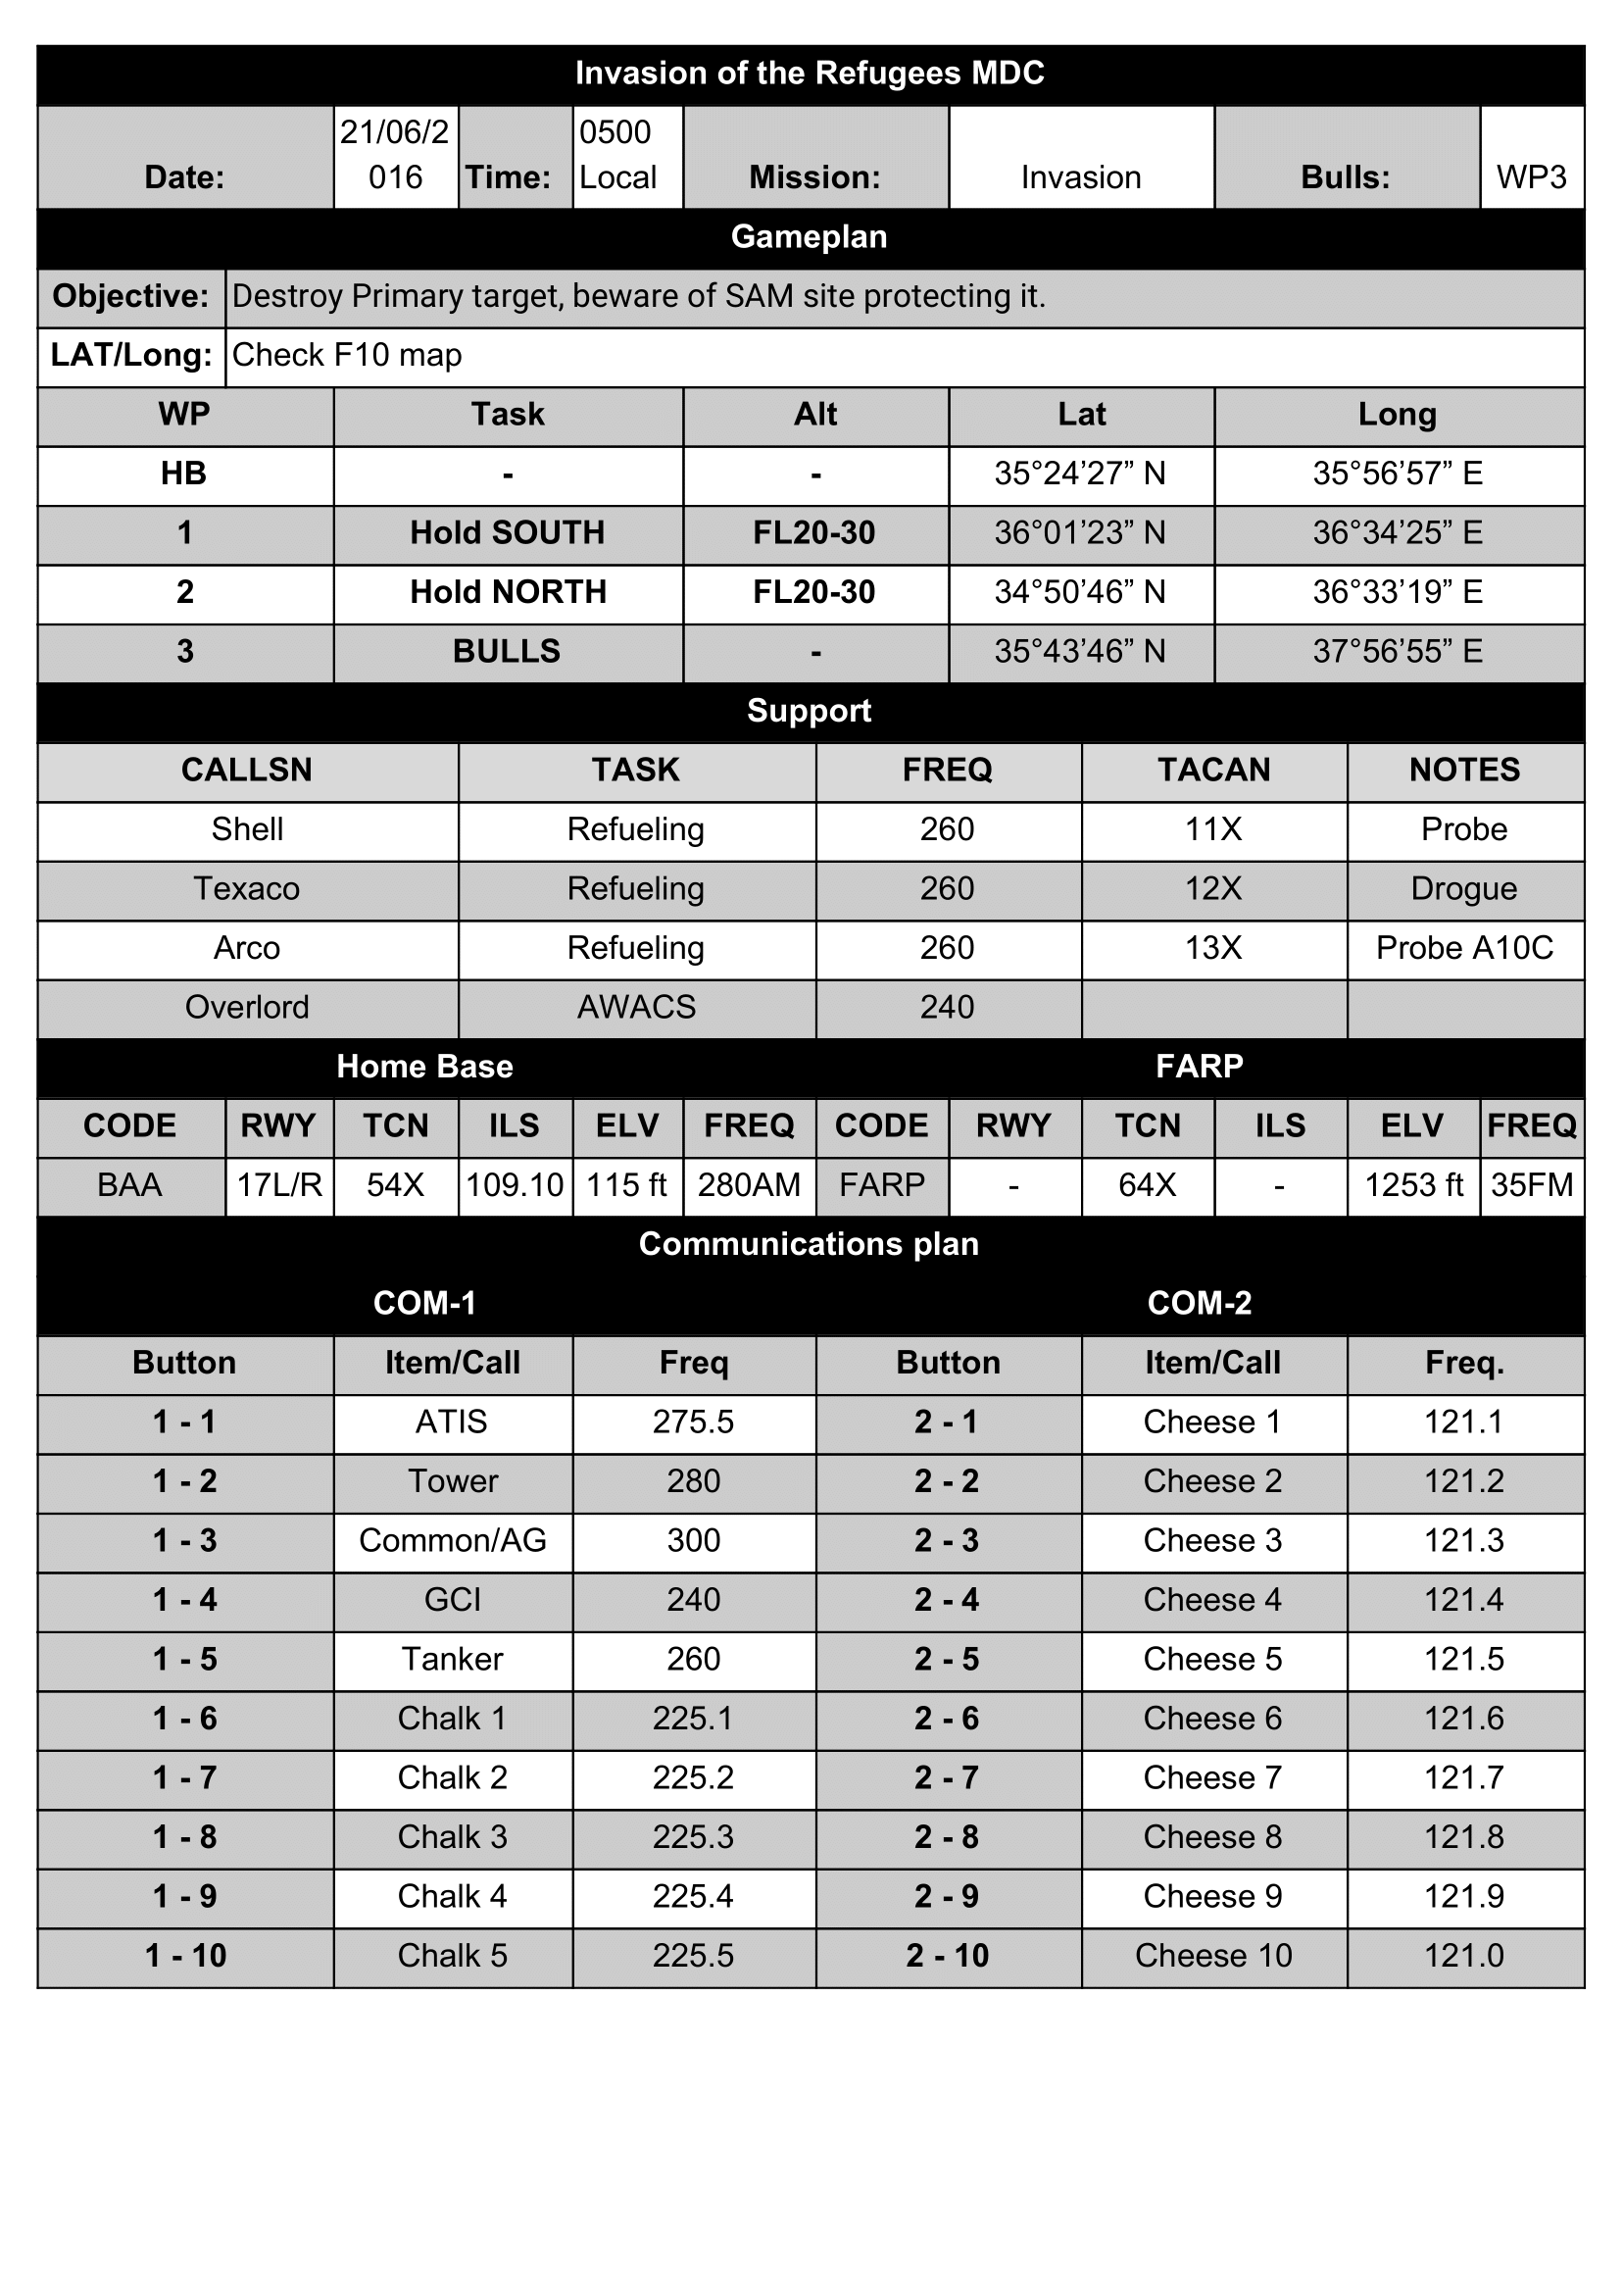 Invasion of the Refugees MDC
Date: 21/06/2016 Time: 0500 Local Mission: Invasion Bulls: WP3
Gameplan
Objective: Destroy Primary target, beware of SAM site protecting it.
LAT/Long: Check F10 map
WP Task Alt Lat Long
HB - - 35°24’27” N 35°56’57” E
1 Hold SOUTH FL20-30 36°01’23” N 36°34’25” E
2 Hold NORTH FL20-30 34°50’46” N 36°33’19” E
3 BULLS - 35°43’46” N 37°56’55” E
Support
CALLSN TASK FREQ TACAN NOTES
Shell Refueling 260 11X Probe
Texaco Refueling 260 12X Drogue
Arco Refueling 260 13X Probe A10C
Overlord AWACS 240
Home Base FARP
CODE RWY TCN ILS ELV FREQ CODE RWY TCN ILS ELV FREQ
BAA 17L/R 54X 109.10 115 ft 280AM FARP - 64X - 1253 ft 35FM
Communications plan
COM-1 COM-2
Button Item/Call Freq Button Item/Call Freq.
1 - 1 ATIS 275.5 2 - 1 Cheese 1 121.1
1 - 2 Tower 280 2 - 2 Cheese 2 121.2
1 - 3 Common/AG 300 2 - 3 Cheese 3 121.3
1 - 4 GCI 240 2 - 4 Cheese 4 121.4
1 - 5 Tanker 260 2 - 5 Cheese 5 121.5
1 - 6 Chalk 1 225.1 2 - 6 Cheese 6 121.6
1 - 7 Chalk 2 225.2 2 - 7 Cheese 7 121.7
1 - 8 Chalk 3 225.3 2 - 8 Cheese 8 121.8
1 - 9 Chalk 4 225.4 2 - 9 Cheese 9 121.9
1 - 10 Chalk 5 225.5 2 - 10 Cheese 10 121.0